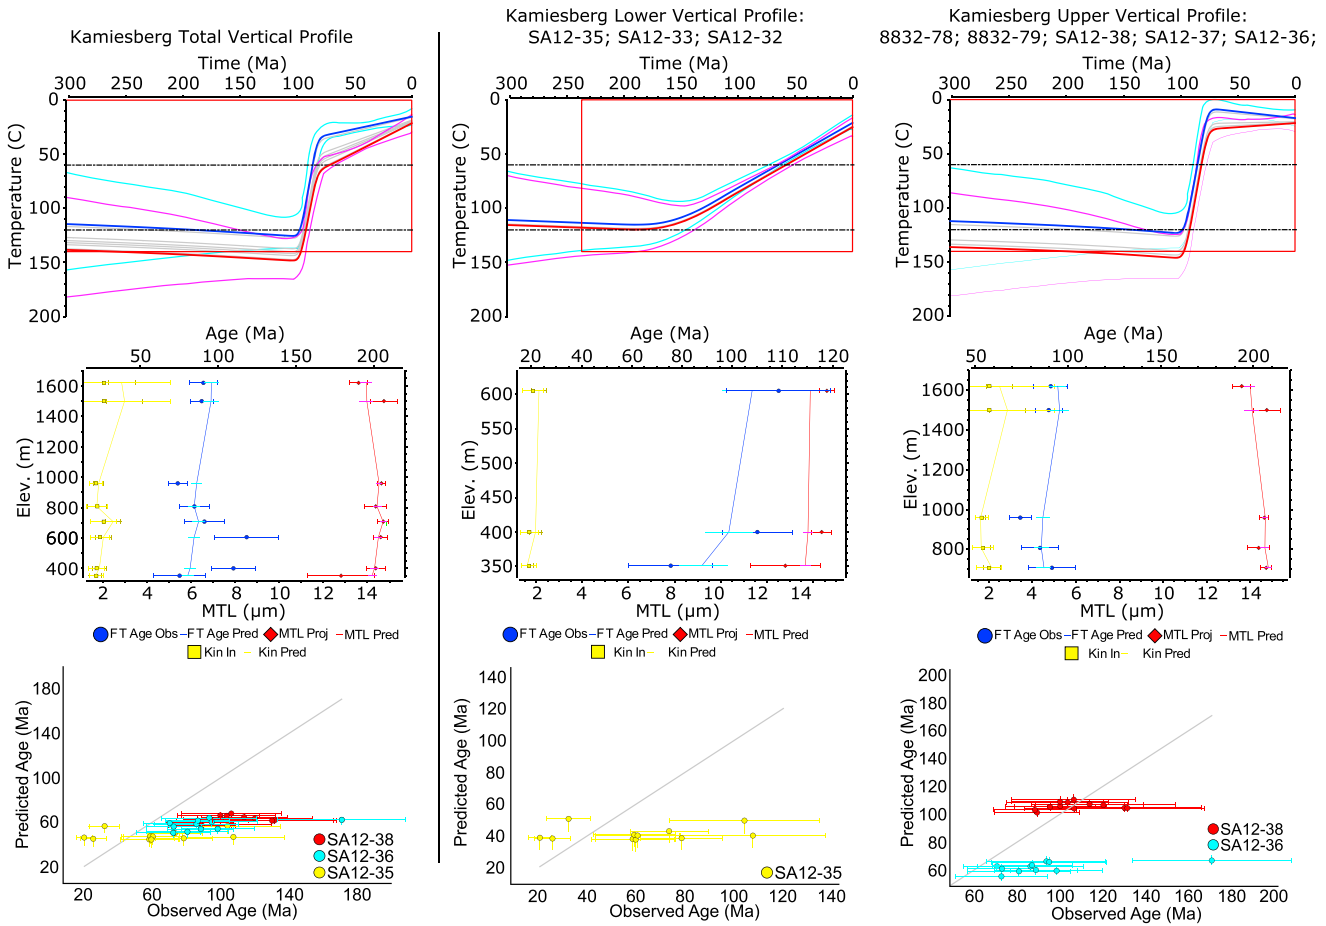 Kamiesberg Total Vertical Profile
Time (Ma)
300 250 200 150 100 50 0
Temperature (C)
0
50
100
150
200
Age (Ma)
50 100 150 200
Elev. (m)
1600
1400
1200
1000
800
600
400
2 4 6 8 10 12 14
MTL (µm)
FT Age Obs FT Age Pred MTL Proj MTL Pred
Kin In Kin Pred
Predicted Age (Ma)
180
140
100
60
20
SA12-38
SA12-36
SA12-35
20 60 100 140 180
Observed Age (Ma)
Kamiesberg Lower Vertical Profile:
SA12-35; SA12-33; SA12-32
Time (Ma)
300 250 200 150 100 50 0
Temperature (C)
0
50
100
150
200
Age (Ma)
20 40 60 80 100 120
Elev. (m)
600
550
500
450
400
350
2 4 6 8 10 12 14
MTL (µm)
FT Age Obs FT Age Pred MTL Proj MTL Pred
Kin In Kin Pred
Predicted Age (Ma)
140
120
100
80
60
40
20
SA12-35
20 40 60 80 100 120 140
Observed Age (Ma)
Kamiesberg Upper Vertical Profile:
8832-78; 8832-79; SA12-38; SA12-37; SA12-36;
Time (Ma)
300 250 200 150 100 50 0
Temperature (C)
0
50
100
150
200
Age (Ma)
50 100 150 200
Elev. (m)
1600
1400
1200
1000
800
2 4 6 8 10 12 14
MTL (µm)
FT Age Obs FT Age Pred MTL Proj MTL Pred
Kin In Kin Pred
Predicted Age (Ma)
200
180
160
140
120
100
80
60
SA12-38
SA12-36
60 80 100 120 140 160 180 200
Observed Age (Ma)